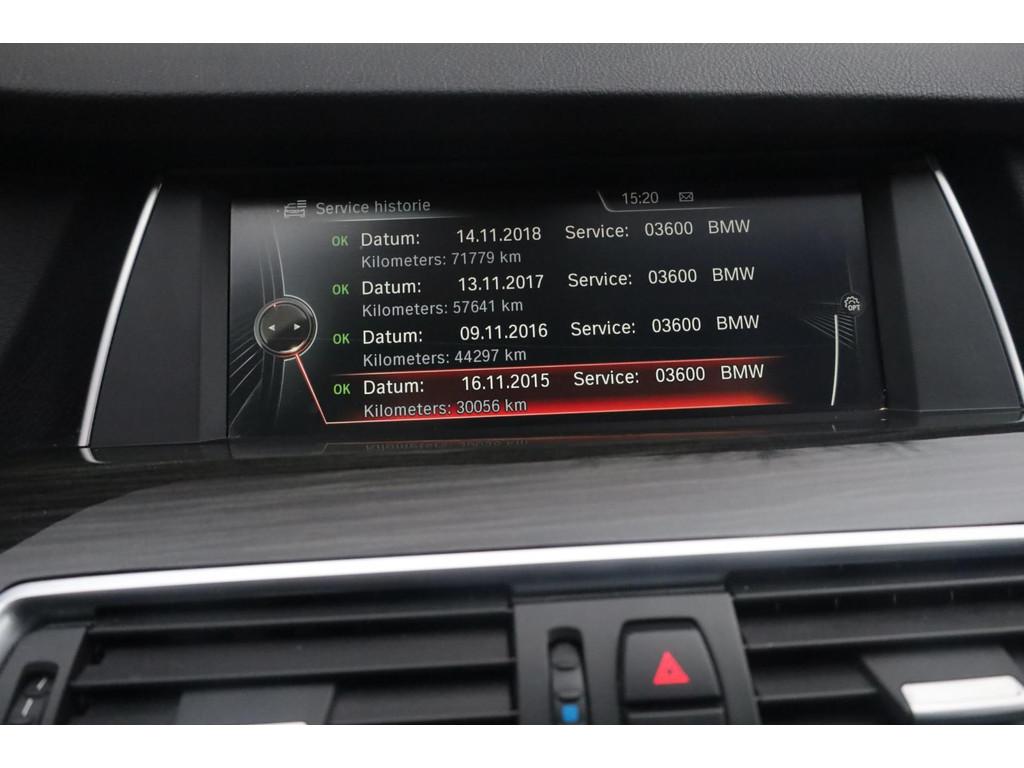 Service historie 15:20
OK Datum: 14.11.2018 Service: 03600 BMW
Kilometers: 71779 km
OK Datum: 13.11.2017 Service: 03600 BMW
Kilometers: 57641 km
OPT
OK Datum: 09.11.2016 Service: 03600 BMW
Kilometers: 44297 km
OK Datum: 16.11.2015 Service: 03600 BMW
Kilometers: 30056 km